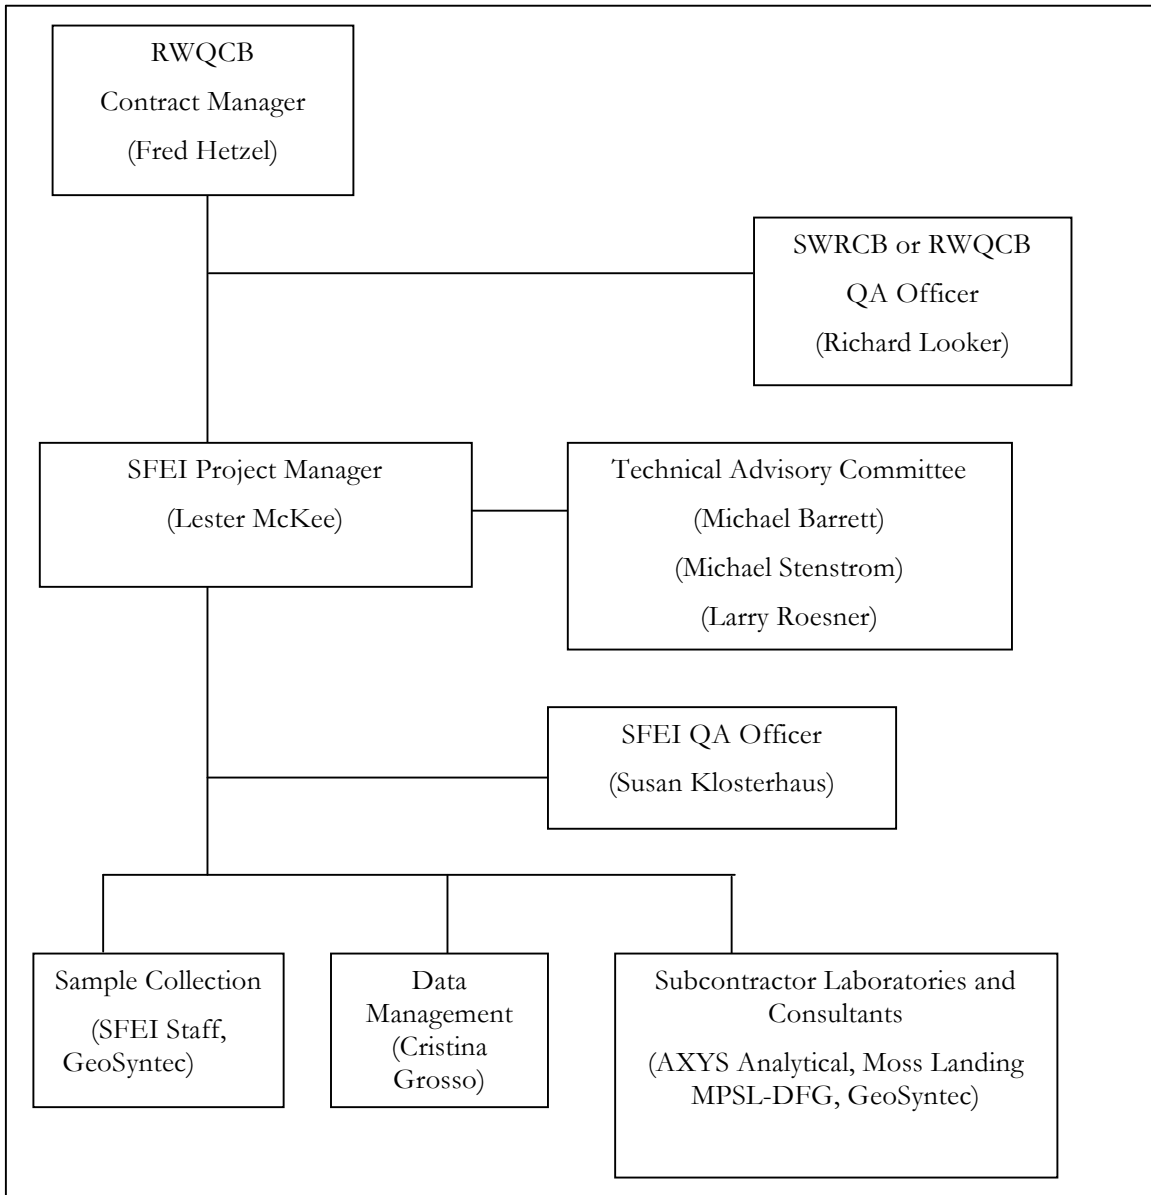 RWQCB
Contract Manager
(Fred Hetzel)
SWRCB or RWQCB
QA Officer
(Richard Looker)
SFEI Project Manager
(Lester McKee)
Technical Advisory Committee
(Michael Barrett)
(Michael Stenstrom)
(Larry Roesner)
SFEI QA Officer
(Susan Klosterhaus)
Sample Collection
(SFEI Staff,
GeoSyntec)
Data
Management
(Cristina
Grosso)
Subcontractor Laboratories and
Consultants
(AXYS Analytical, Moss Landing
MPSL-DFG, GeoSyntec)